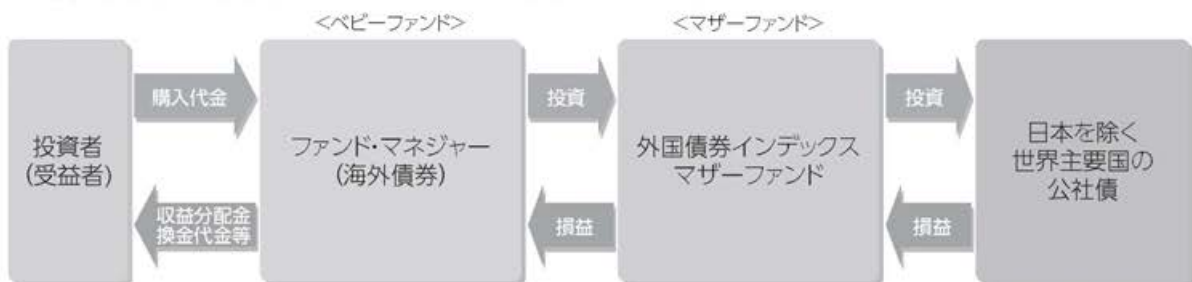 <ベビーファンド>
<マザーファンド>
購入代金
投資
投資
投資者
(受益者)
ファンド・マネジャー
(海外債券)
外国債券インデックス
マザーファンド
日本を除く
世界主要国の
公社債
収益分配金
換金代金等
損益
損益